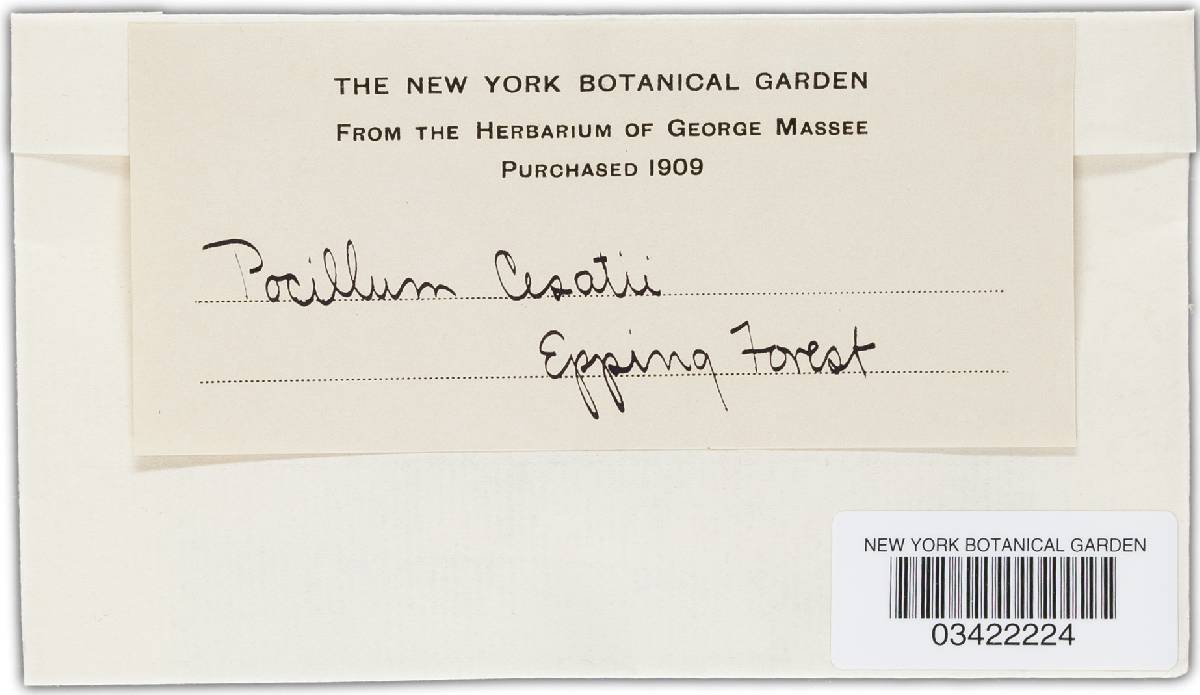 THE NEW YORK BOTANICAL GARDEN
FROM THE HERBARIUM OF GEORGE MASSEE
PURCHASED 1909
Pocillum Cesatii
Epping Forest
NEW YORK BOTANICAL GARDEN
03422224